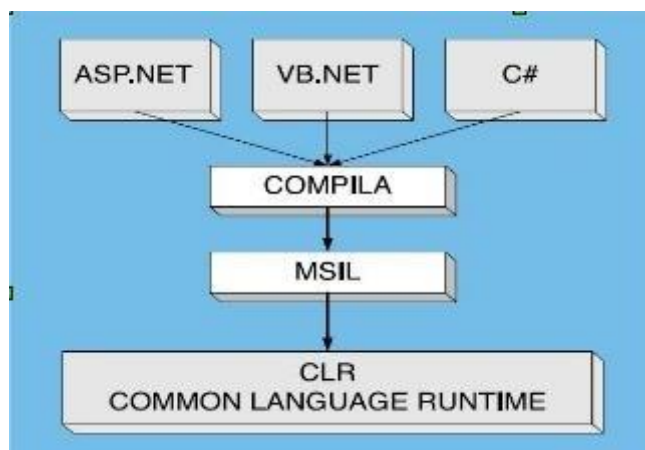 ASP.NET
VB.NET
C#
COMPILA
MSIL
CLR
COMMON LANGUAGE RUNTIME